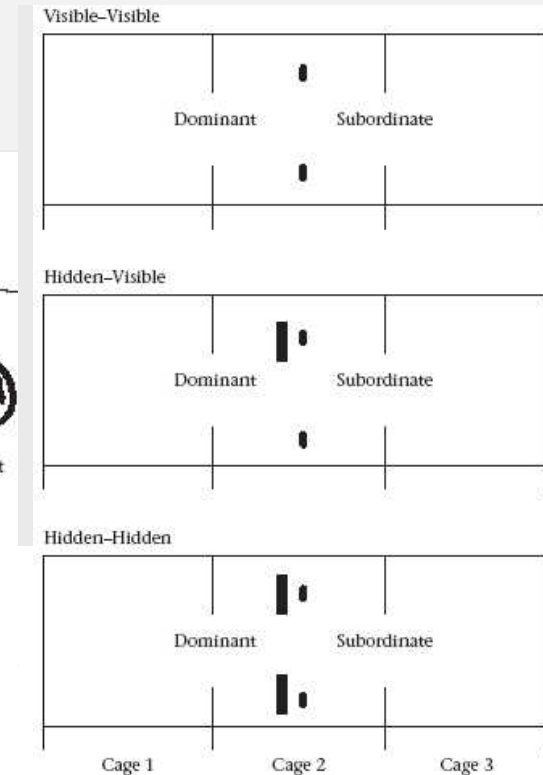 Visible–Visible
Dominant Subordinate
Hidden–Visible
Dominant Subordinate
t
Hidden–Hidden
Dominant Subordinate
Cage 1 Cage 2 Cage 3